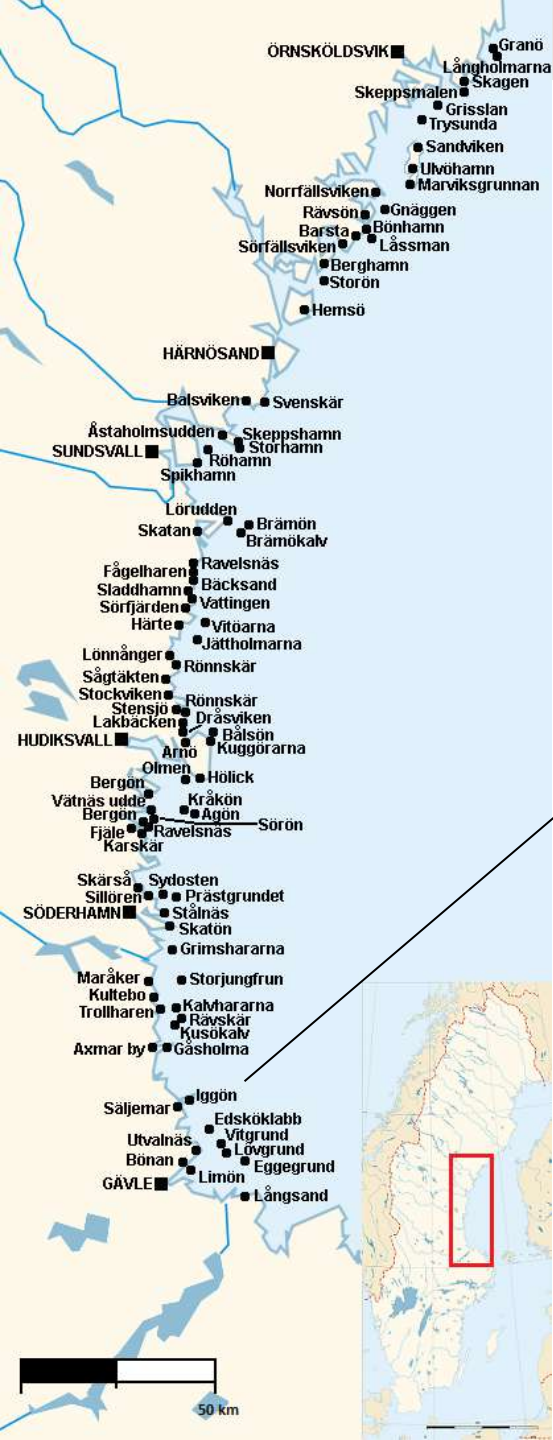 Granö
ÖRNSKÖLDSVIK
Långholmarna
Skagen
Skeppsmalen
Grisslan
Trysunda
Sandviken
Ulvöhamn
Marviksgrunnan
Norrfällsviken
Gnäggen
Rävsön
Bönhamn
Barsta
Låssman
Sörfällsviken
Berghamn
Storön
Hemsö
HÄRNÖSAND
Balsviken
Svenskär
Åstaholmsudden
Skeppshamn
Storhamn
SUNDSVALL
Röhamn
Spikhamn
Lörudden
Brämön
Skatan
Brämökalv
Ravelsnäs
Fågelharen
Bäcksand
Sladdhamn
Vattingen
Sörfjärden
Härte
Vitöarna
Jättholmarna
Lönnånger
Rönnskär
Sågtäkten
Stockviken
Rönnskär
Stensjö
Dråsviken
Lakbäcken
Bålsön
HUDIKSVALL
Kuggörarna
Arnö
Olmen
Hölick
Bergön
Kråkön
Vätnäs udde
Agön
Bergön
Sörön
Fjäle
Ravelsnäs
Karskär
Skärså
Sydosten
Sillören
Prästgrundet
SÖDERHAMN
Stålnäs
Skatön
Grimshararna
Maråker
Storjungfrun
Kultebo
Kalvhararna
Trollharen
Rävskär
Kusökalv
Axmar by
Gåsholma
Iggön
Säljemar
Edsköklabb
Vitgrund
Utvalnäs
Lövgrund
Bönan
Eggegrund
Limön
GÄVLE
Långsand
50 km